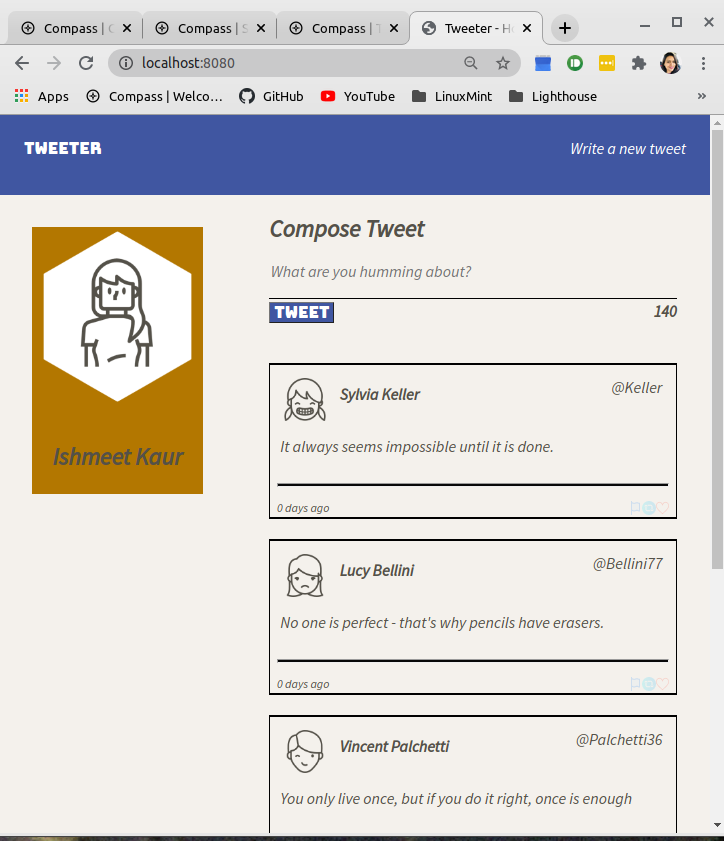 Compass |
Compass |
Compass |
Tweeter - H
localhost:8080
Apps
Compass | Welco…
GitHub
YouTube
LinuxMint
Lighthouse
»
TWEETER
Write a new tweet
Ishmeet Kaur
Compose Tweet
What are you humming about?
TWEET
140
Sylvia Keller
@Keller
It always seems impossible until it is done.
0 days ago
Lucy Bellini
@Bellini77
No one is perfect - that's why pencils have erasers.
0 days ago
Vincent Palchetti
@Palchetti36
You only live once, but if you do it right, once is enough